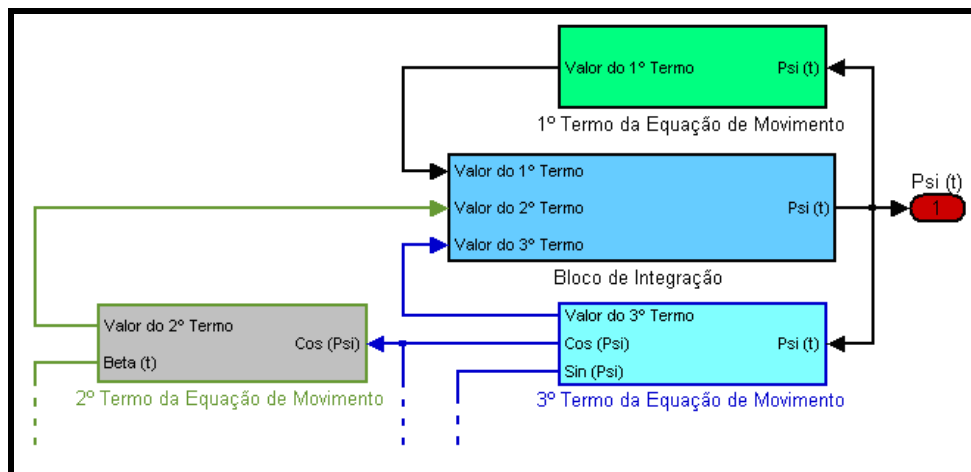 Valor do 1º Termo
Psi (t)
1º Termo da Equação de Movimento
Valor do 1º Termo
Valor do 2º Termo
Valor do 3º Termo
Psi (t)
Bloco de Integração
Psi (t)
1
Valor do 2º Termo
Beta (t)
Cos (Psi)
2º Termo da Equação de Movimento
Valor do 3º Termo
Cos (Psi)
Sin (Psi)
Psi (t)
3º Termo da Equação de Movimento